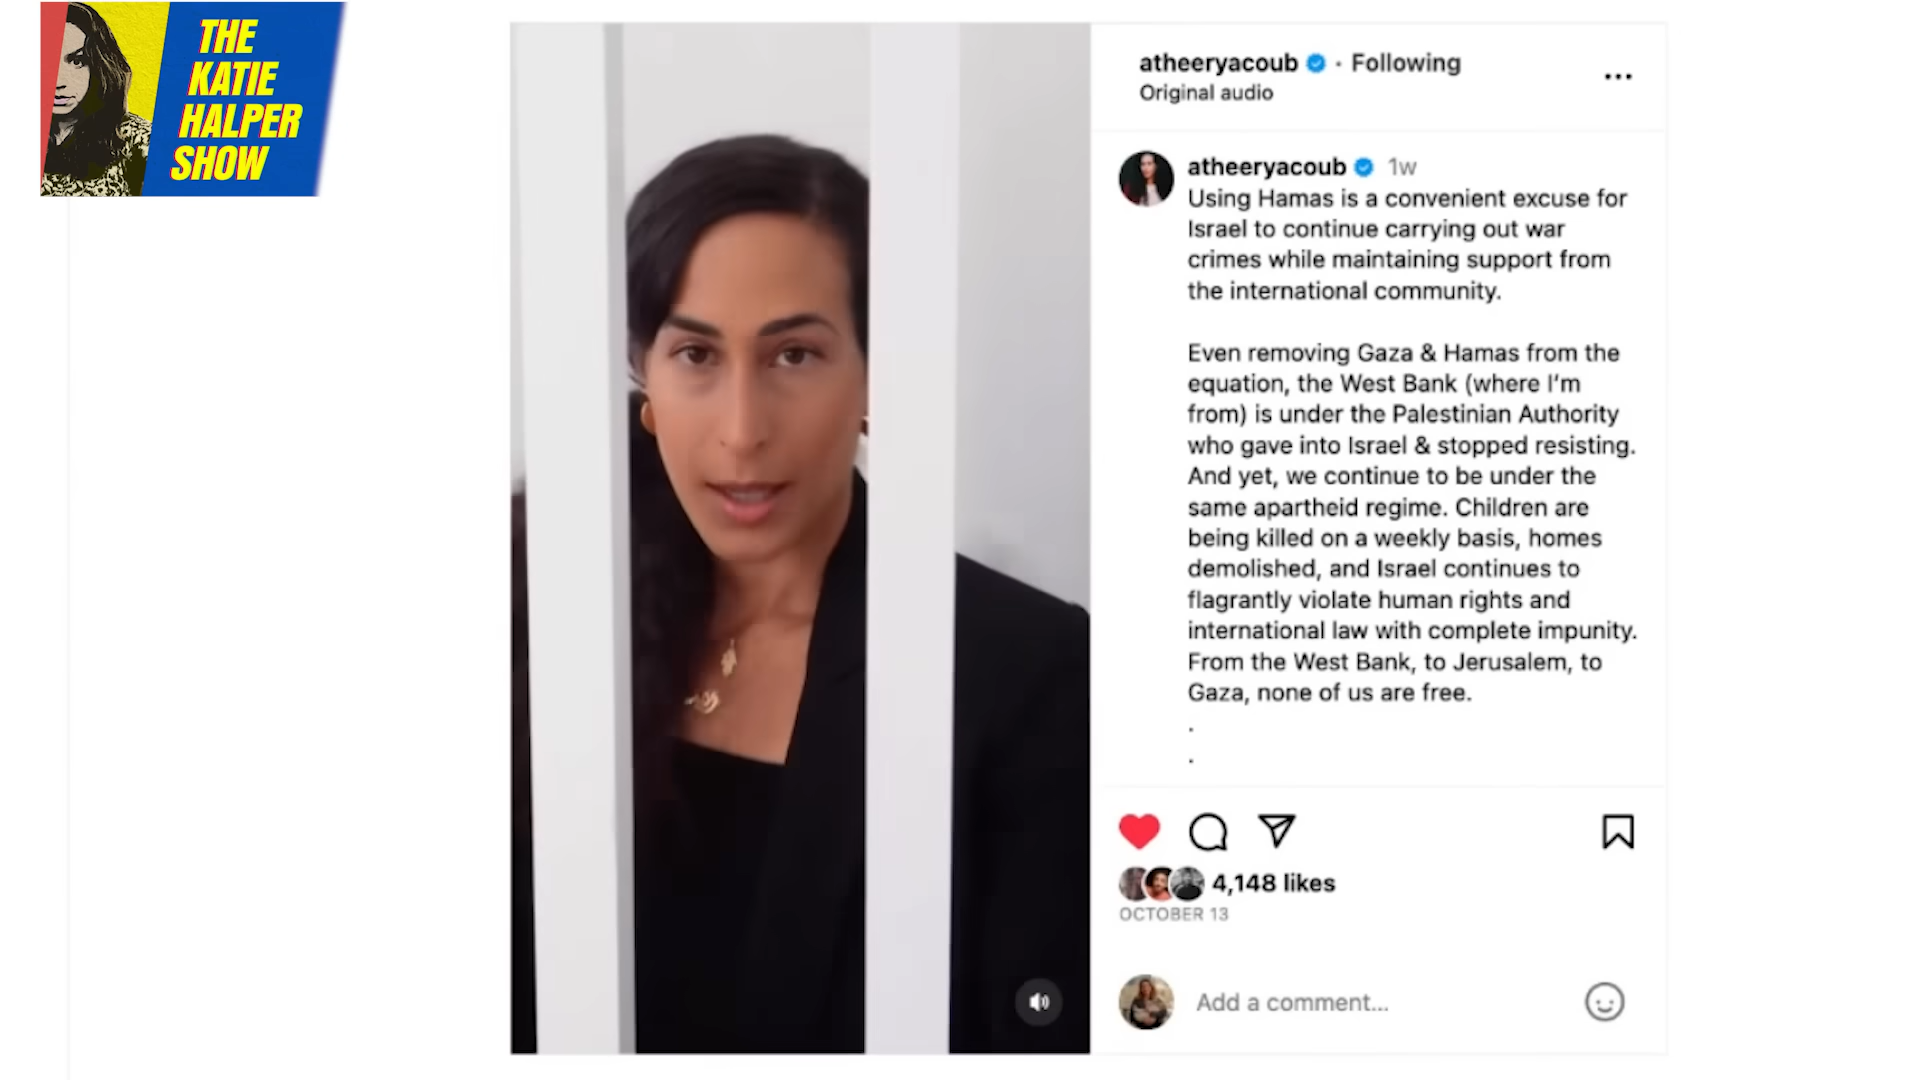 THE
KATIE
HALPER
SHOW
atheeryacoub · Following
Original audio
atheeryacoub 1w
Using Hamas is a convenient excuse for
Israel to continue carrying out war
crimes while maintaining support from
the international community.
Even removing Gaza & Hamas from the
equation, the West Bank (where I'm
from) is under the Palestinian Authority
who gave into Israel & stopped resisting.
And yet, we continue to be under the
same apartheid regime. Children are
being killed on a weekly basis, homes
demolished, and Israel continues to
flagrantly violate human rights and
international law with complete impunity.
From the West Bank, to Jerusalem, to
Gaza, none of us are free.
.
.
4,148 likes
OCTOBER 13
Add a comment...